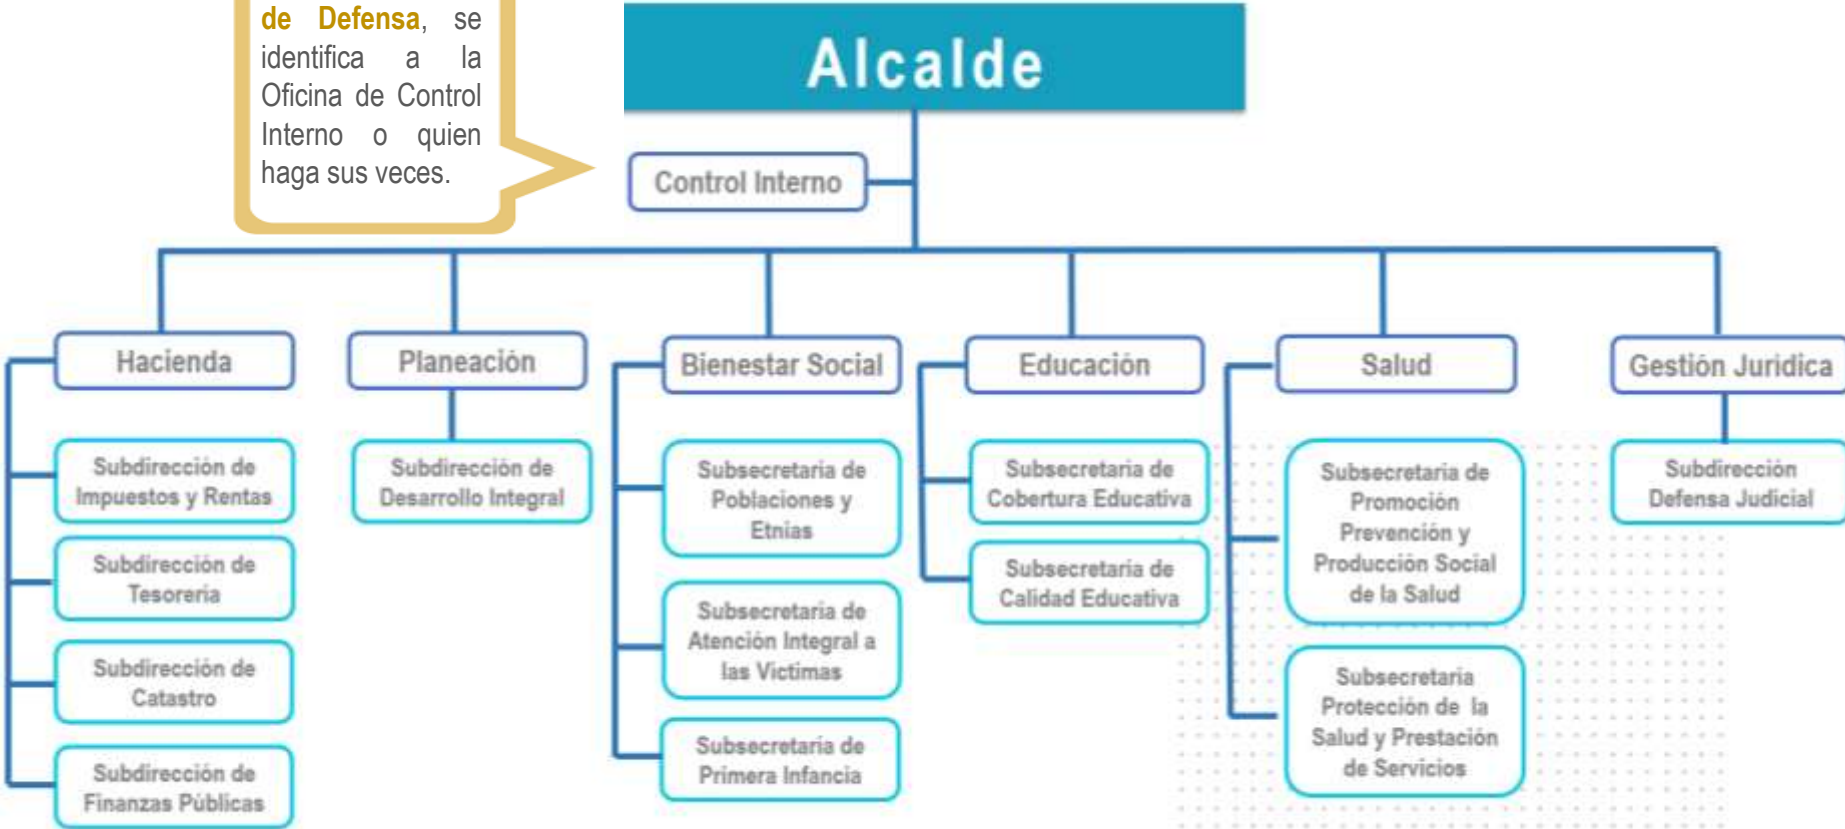 de Defensa, se
identifica a la
Oficina de Control
Interno o quien
haga sus veces.
Alcalde
Control Interno
Hacienda
Subdirección de
Impuestos y Rentas
Subdirección de
Tesorería
Subdirección de
Catastro
Subdirección de
Finanzas Públicas
Planeación
Subdirección de
Desarrollo Integral
Bienestar Social
Subsecretaría de
Poblaciones y
Etnias
Subsecretaría de
Atención Integral a
las Víctimas
Subsecretaría de
Primera Infancia
Educación
Subsecretaría de
Cobertura Educativa
Subsecretaría de
Calidad Educativa
Salud
Subsecretaría de
Promoción
Prevención y
Producción Social
de la Salud
Subsecretaría
Protección de la
Salud y Prestación
de Servicios
Gestión Jurídica
Subdirección
Defensa Judicial